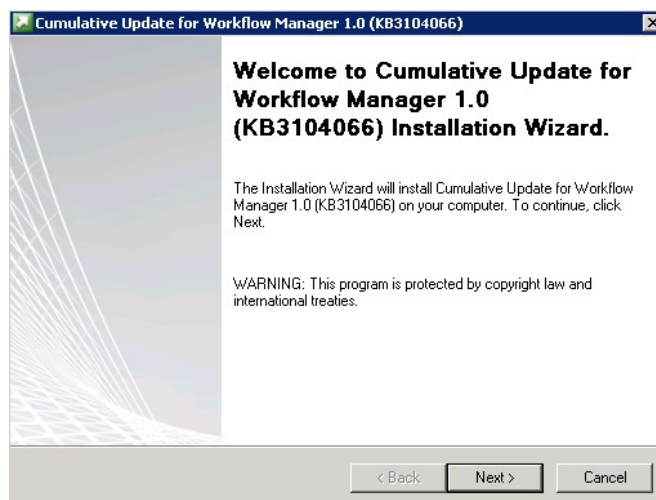 Cumulative Update for Workflow Manager 1.0 (KB3104066)
Welcome to Cumulative Update for
Workflow Manager 1.0
(KB3104066) Installation Wizard.
The Installation Wizard will install Cumulative Update for Workflow
Manager 1.0 (KB3104066) on your computer. To continue, click
Next.
WARNING: This program is protected by copyright law and
international treaties.
< Back
Next >
Cancel